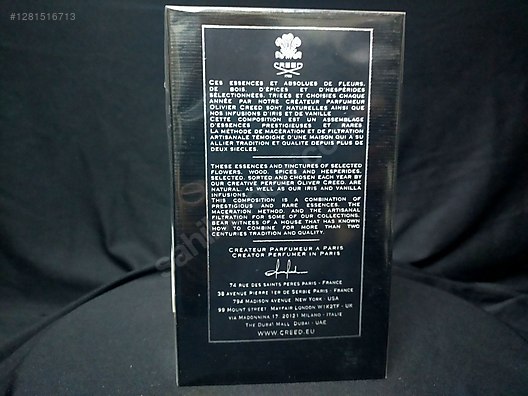 #1281516713
CREED
1760
CES ESSENCES ET ABSOLUES DE FLEURS,
DE BOIS, D'ÉPICES ET D'HESPÉRIDES
SÉLECTIONNÉES, TRIÉES ET CHOISIES CHAQUE
ANNÉE PAR NOTRE CRÉATEUR PARFUMEUR
OLIVIER CREED SONT NATURELLES AINSI QUE
NOS INFUSIONS D'IRIS ET DE VANILLE
CETTE COMPOSITION EST UN ASSEMBLAGE
D'ESSENCES PRESTIGIEUSES ET RARES.
LA MÉTHODE DE MACÉRATION ET DE FILTRATION
ARTISANALE TÉMOIGNE D'UNE MAISON QUI A SU
ALLIER TRADITION ET QUALITÉ DEPUIS PLUS DE
DEUX SIECLES.
THESE ESSENCES AND TINCTURES OF SELECTED
FLOWERS, WOOD, SPICES AND HESPERIDES,
SELECTED, SORTED AND CHOSEN EACH YEAR BY
OUR CREATIVE PERFUMER OLIVER CREED, ARE
NATURAL, AS WELL AS OUR IRIS AND VANILLA
INFUSIONS.
THIS COMPOSITION IS A COMBINATION OF
PRESTIGIOUS AND RARE ESSENCES. THE
MACERATION METHOD, AND THE ARTISANAL
FILTRATION FOR SOME OF OUR COLLECTIONS,
BEAR WITNESS OF A HOUSE THAT HAS KNOWN
HOW TO COMBINE FOR MORE THAN TWO
CENTURIES TRADITION AND QUALITY.
CRÉATEUR PARFUMEUR A PARIS
CREATOR PERFUMER IN PARIS
74 RUE DES SAINTS PERES PARIS - FRANCE
38 AVENUE PIERRE 1ER DE SERBIE PARIS - FRANCE
794 MADISON AVENUE NEW YORK - USA
99 MOUNT STREET MAYFAIR LONDON W1K2TF - UK
VIA MADONNINA 17 20121 MILANO - ITALIE
THE DUBAI MALL DUBAI - UAE
WWW.CREED.EU